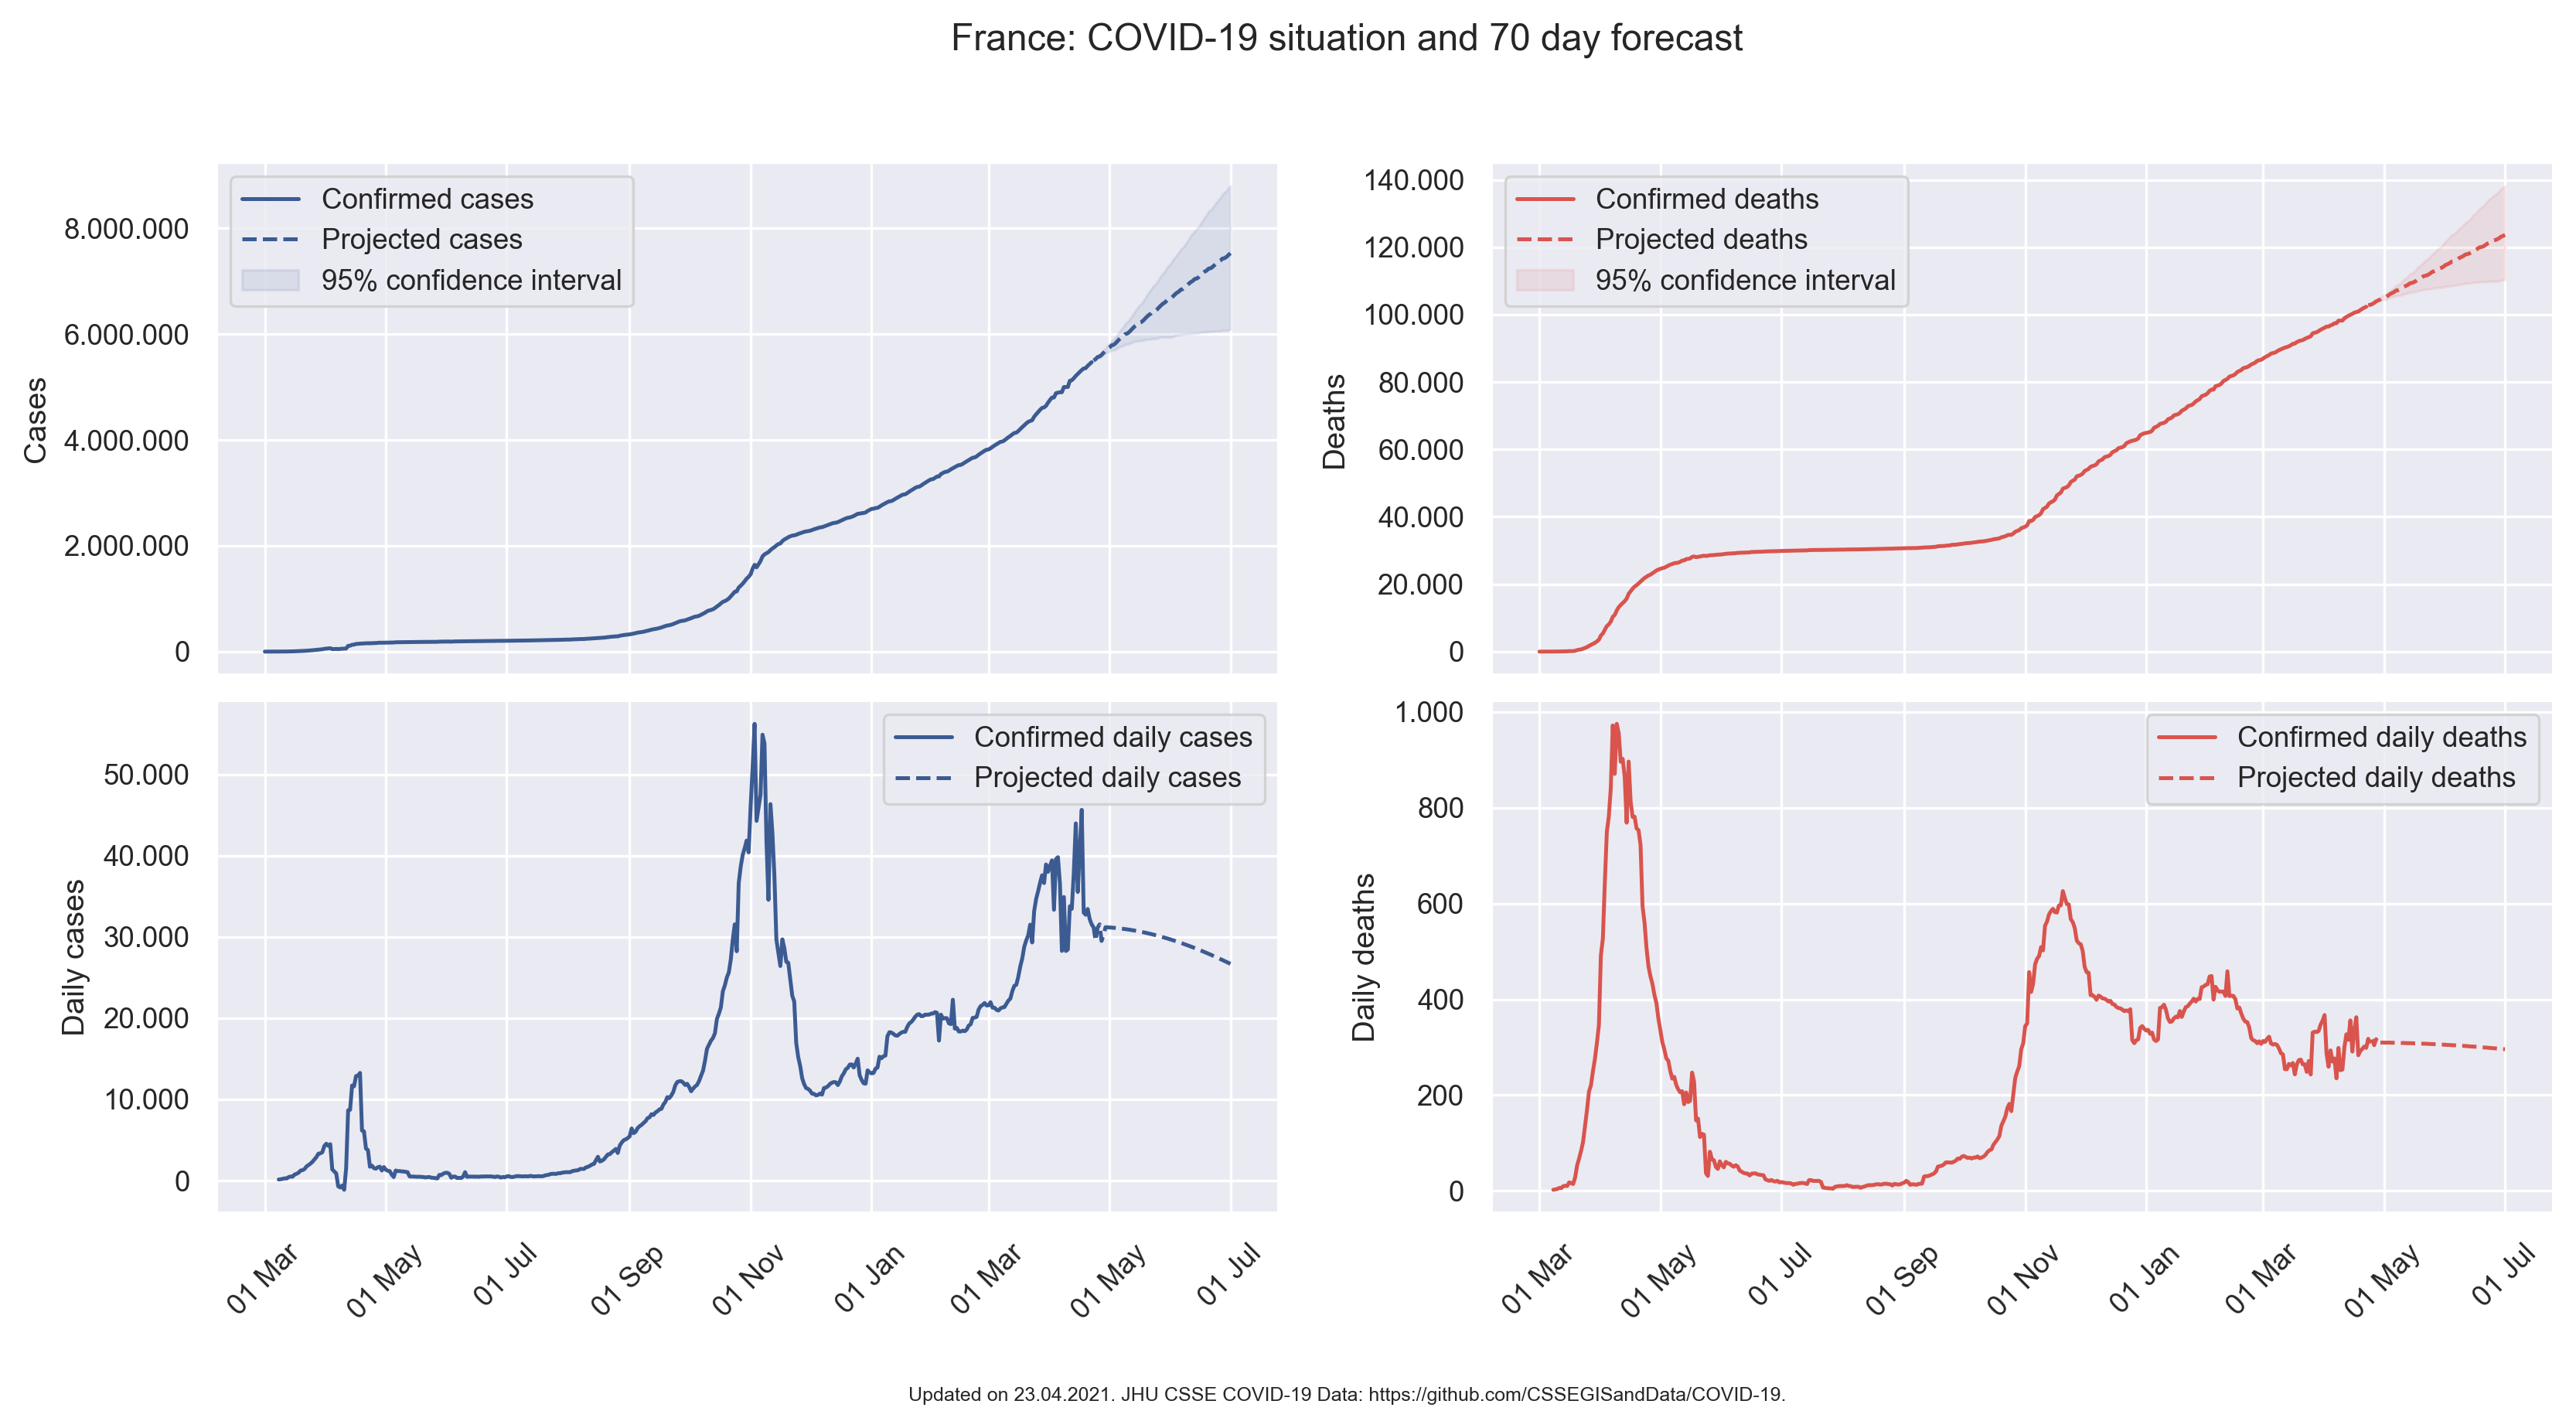 France: COVID-19 situation and 70 day forecast
Confirmed cases
Projected cases
95% confidence interval
Cases
8.000.000
6.000.000
4.000.000
2.000.000
0
Confirmed deaths
Projected deaths
95% confidence interval
Deaths
140.000
120.000
100.000
80.000
60.000
40.000
20.000
0
Confirmed daily cases
Projected daily cases
Daily cases
50.000
40.000
30.000
20.000
10.000
0
01 Mar
01 May
01 Jul
01 Sep
01 Nov
01 Jan
01 Mar
01 May
01 Jul
Confirmed daily deaths
Projected daily deaths
Daily deaths
1.000
800
600
400
200
0
01 Mar
01 May
01 Jul
01 Sep
01 Nov
01 Jan
01 Mar
01 May
01 Jul
Updated on 23.04.2021. JHU CSSE COVID-19 Data: https://github.com/CSSEGISandData/COVID-19.